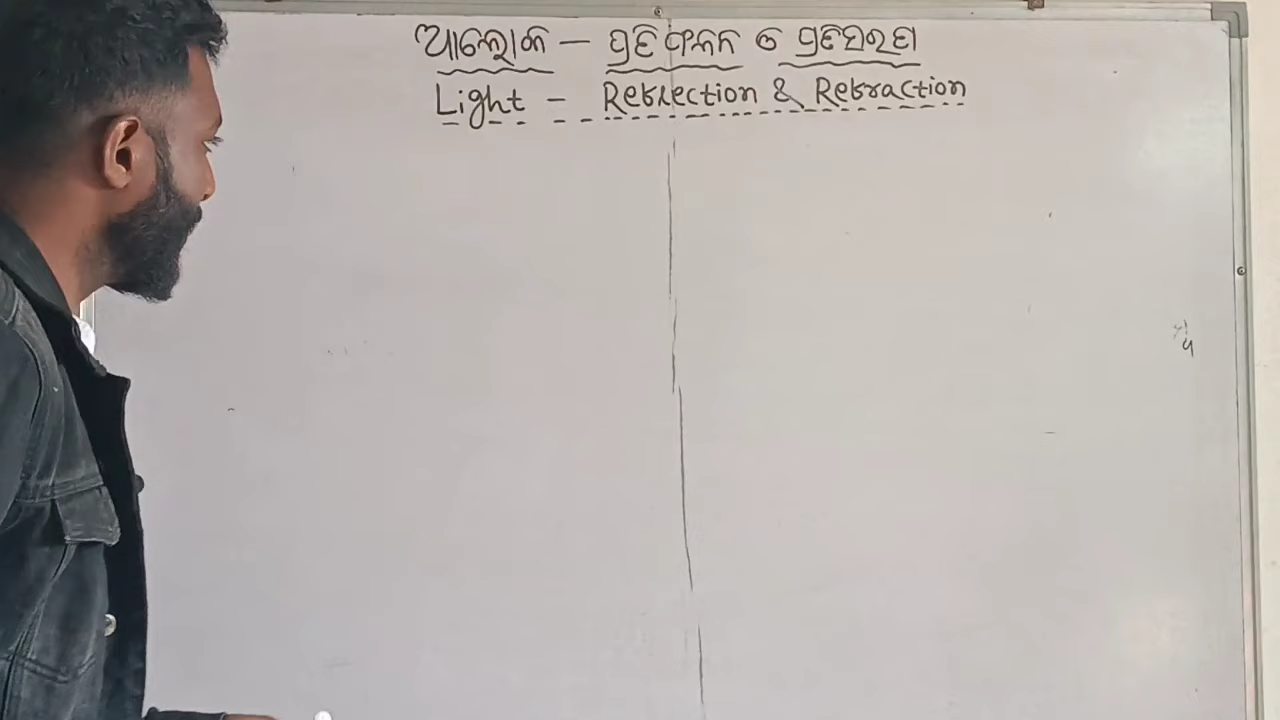 ଆଲୋକ — ପ୍ରତିଫଳନ ଓ ପ୍ରତିସରଣ
Light - Reflection & Refraction